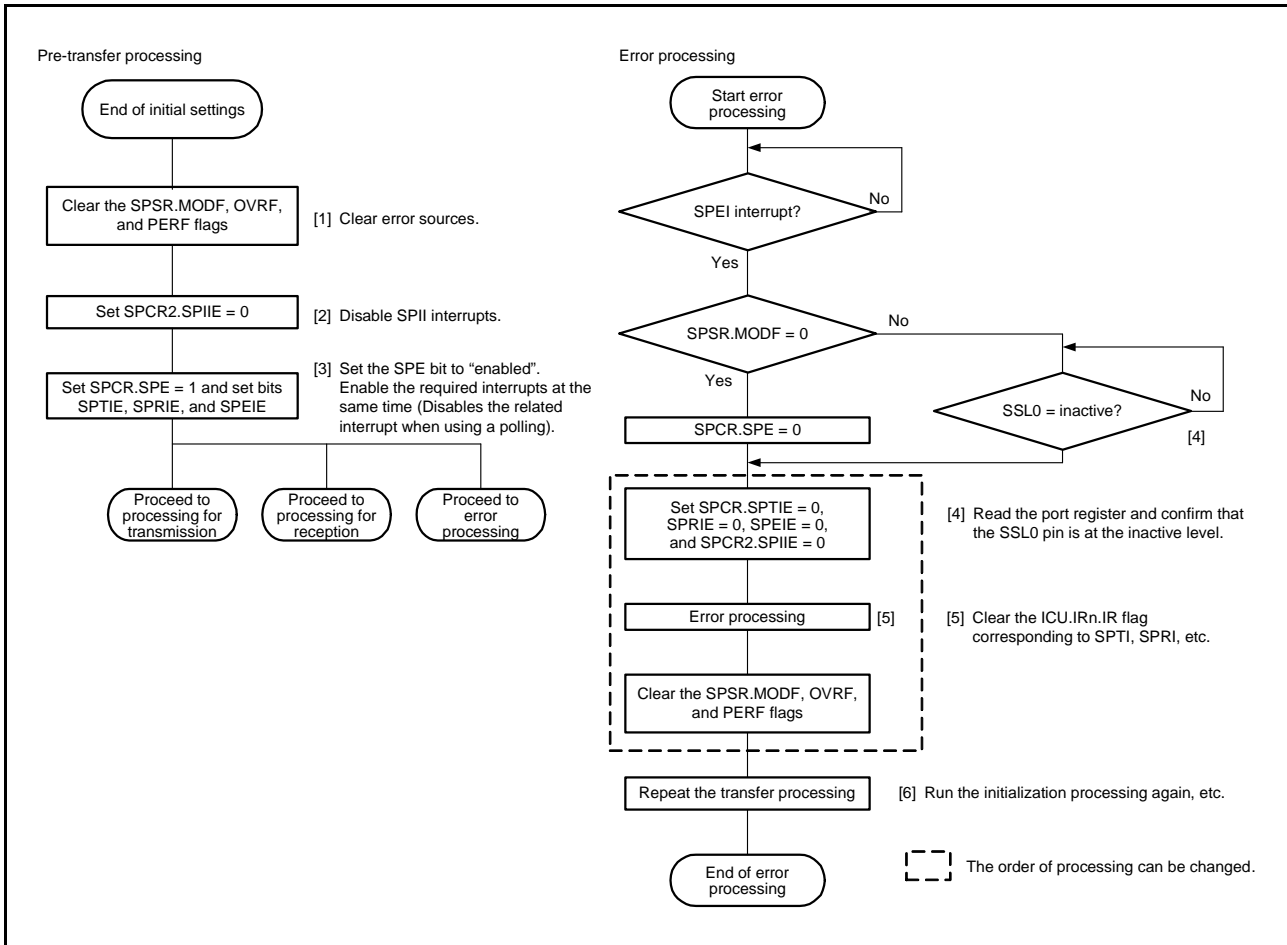 Pre-transfer processing
End of initial settings
Clear the SPSR.MODF, OVRF,
and PERF flags
[1] Clear error sources.
Set SPCR2.SPIIE = 0
[2] Disable SPII interrupts.
Set SPCR.SPE = 1 and set bits
SPTIE, SPRIE, and SPEIE
[3] Set the SPE bit to “enabled”.
Enable the required interrupts at the
same time (Disables the related
interrupt when using a polling).
Proceed to
processing for
transmission
Proceed to
processing for
reception
Proceed to
error
processing
Error processing
Start error
processing
SPEI interrupt?
No
Yes
SPSR.MODF = 0
No
Yes
SSL0 = inactive?
No
[4]
SPCR.SPE = 0
Set SPCR.SPTIE = 0,
SPRIE = 0, SPEIE = 0,
and SPCR2.SPIIE = 0
[4] Read the port register and confirm that
the SSL0 pin is at the inactive level.
Error processing
[5]
[5] Clear the ICU.IRn.IR flag
corresponding to SPTI, SPRI, etc.
Clear the SPSR.MODF, OVRF,
and PERF flags
Repeat the transfer processing
[6] Run the initialization processing again, etc.
End of error
processing
The order of processing can be changed.